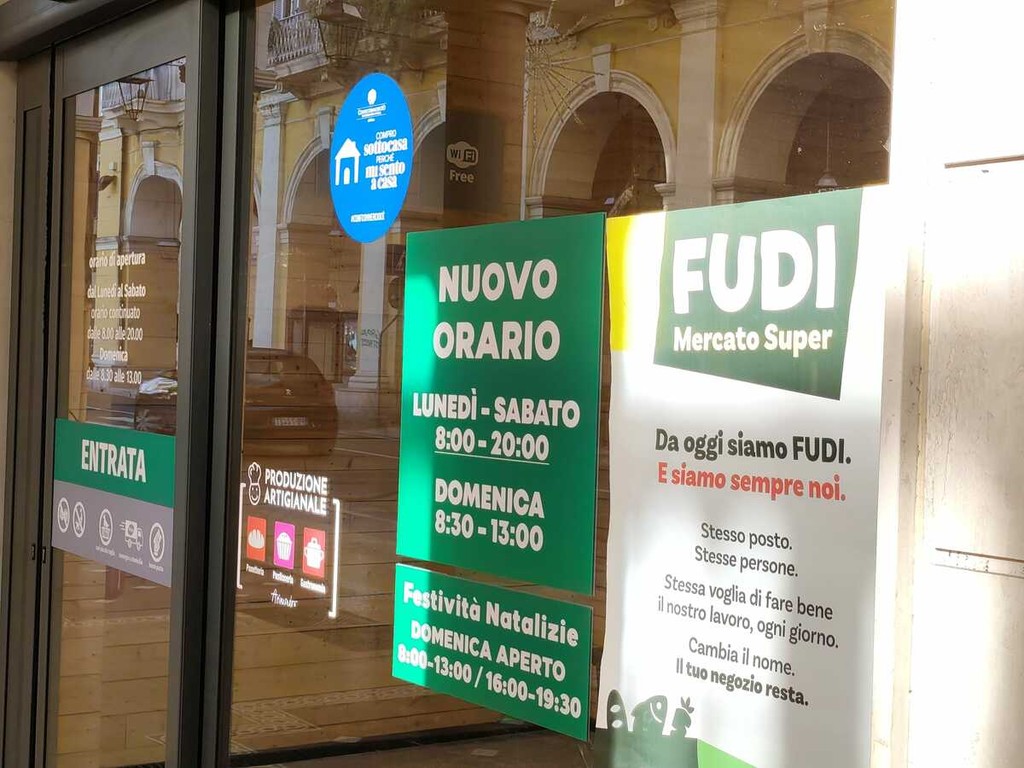 orario di apertura
dal Lunedì al Sabato
orario continuato
dalle 8.00 alle 20.00
Domenica
dalle 8.30 alle 13.00
ENTRATA
COMPRO
sottocasa
PERCHÈ
mi sento
a casa
WiFi
Free
PRODUZIONE
ARTIGIANALE
Panetteria
Pasticceria
Gastronomia
NUOVO
ORARIO
LUNEDÌ - SABATO
8:00 - 20:00
DOMENICA
8:30 - 13:00
Festività Natalizie
DOMENICA APERTO
8:00-13:00 / 16:00-19:30
FUDI
Mercato Super
Da oggi siamo FUDI.
E siamo sempre noi.
Stesso posto.
Stesse persone.
Stessa voglia di fare bene
il nostro lavoro, ogni giorno.
Cambia il nome.
Il tuo negozio resta.